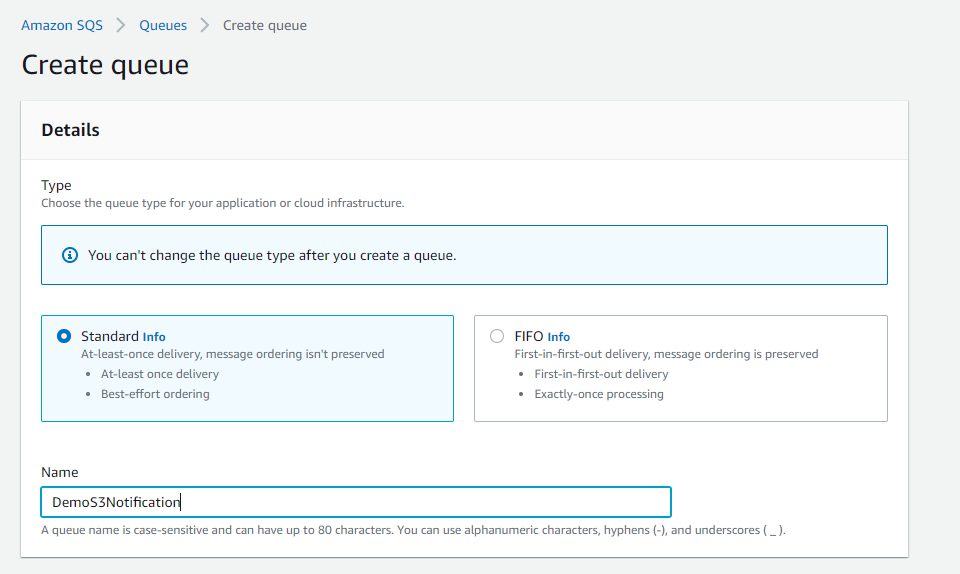 Amazon SQS > Queues > Create queue
Create queue
Details
Type
Choose the queue type for your application or cloud infrastructure.
You can't change the queue type after you create a queue.
Standard Info
At-least-once delivery, message ordering isn't preserved
• At-least once delivery
• Best-effort ordering
FIFO Info
First-in-first-out delivery, message ordering is preserved
• First-in-first-out delivery
• Exactly-once processing
Name
DemoS3Notification
A queue name is case-sensitive and can have up to 80 characters. You can use alphanumeric characters, hyphens (-), and underscores ( _ ).